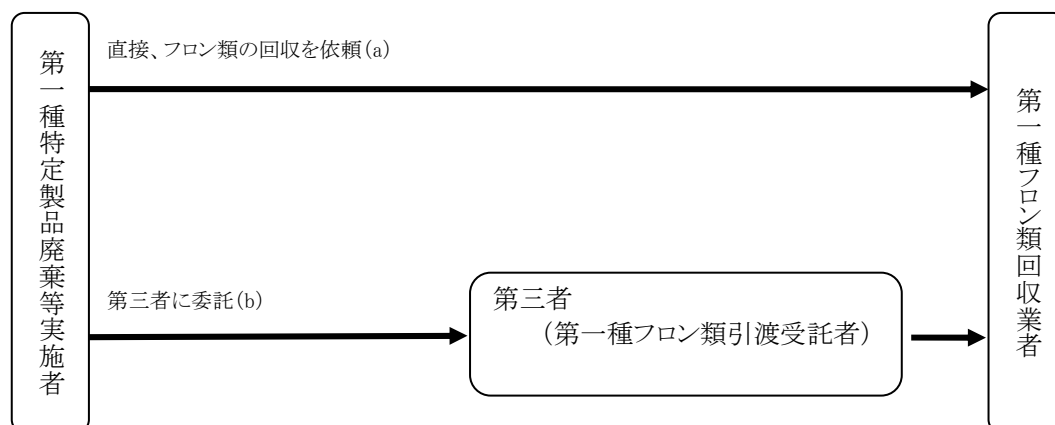 第一種特定製品廃棄等実施者
直接、フロン類の回収を依頼(a)
第三者に委託(b)
第三者
（第一種フロン類引渡受託者）
第一種フロン類回収業者